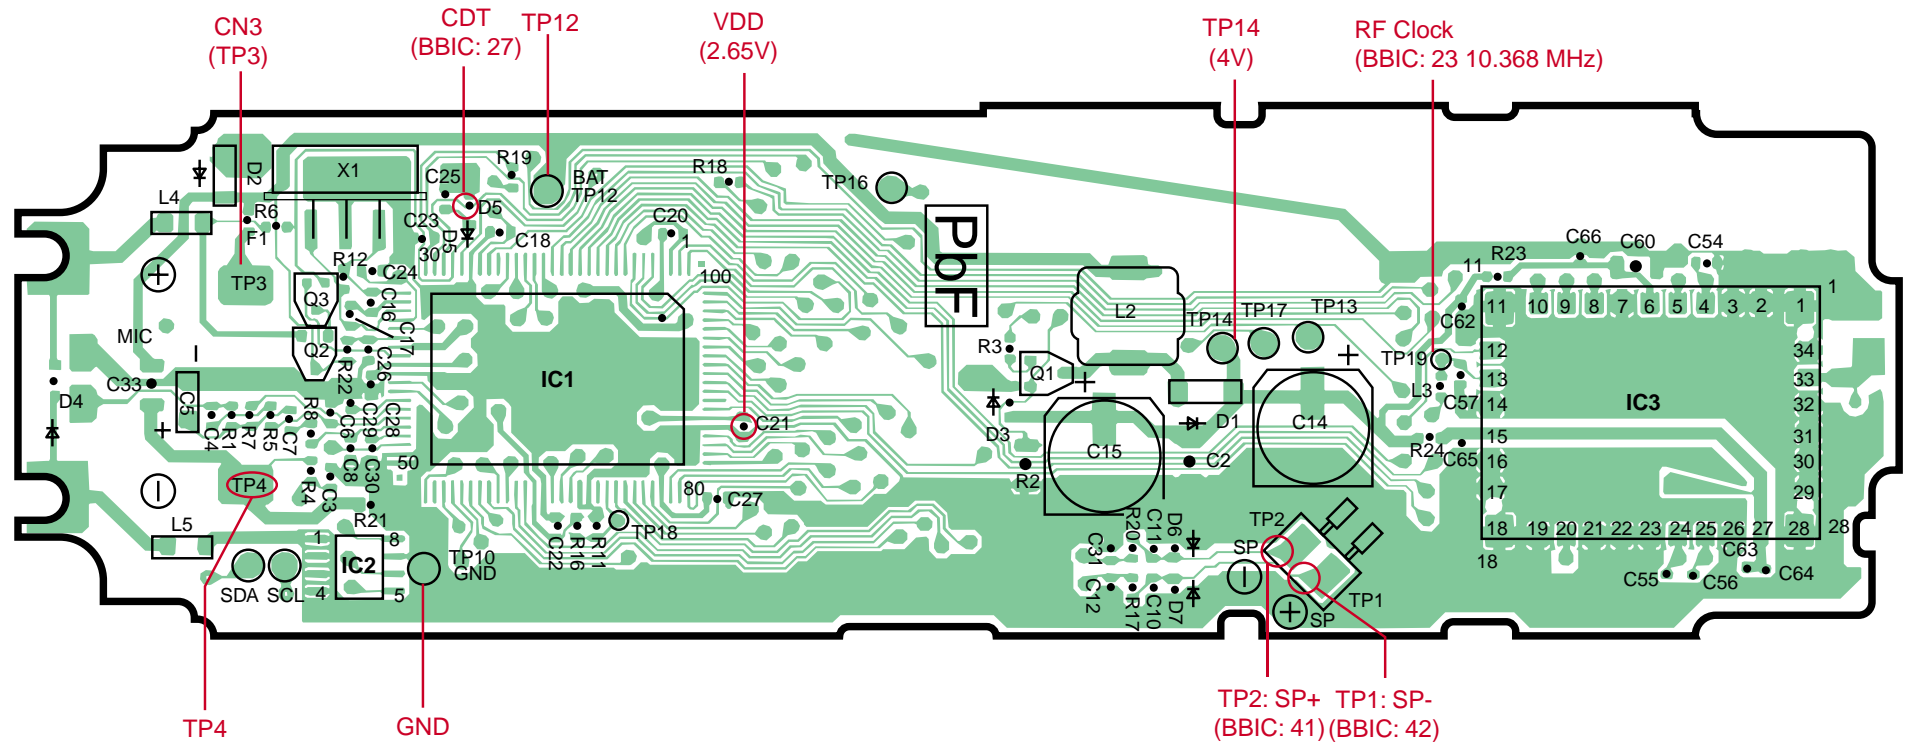 CDT
(BBIC: 27)
TP12
VDD
(2.65V)
TP14
(4V)
RF Clock
(BBIC: 23 10.368 MHz)
CN3
(TP3)
D2
X1
R19
C25
BAT
TP12
R18
TP16
L4
R6
F1
C23
D5
D5
30
C18
C20
1
PbF
TP3
R12
C24
100
Q3
C16
C17
MIC
Q2
R22
C26
IC1
C33
D4
C5
C4
R1
R7
R5
C7
R8
C6
C29
C28
C21
50
TP4
R4
C3
C8
C30
R21
80
C27
L5
1
8
IC2
4
5
SDA
SCL
TP10
GND
C22
R16
R11
TP18
L2
TP14
TP17
TP13
R3
Q1
D3
C15
D1
C14
R2
C2
C31
R20
C11
D6
C12
R17
C10
D7
TP2
SP
TP1
SP
R23
C66
C60
C54
11
1
C62
11
10
9
8
7
6
5
4
3
2
1
TP19
12
34
L3
13
33
C57
14
IC3
32
R24
15
31
C65
16
30
17
29
18
19
20
21
22
23
24
25
26
27
28
28
18
C63
C55
C56
C64
TP4
GND
TP2: SP+
(BBIC: 41)
TP1: SP-
(BBIC: 42)